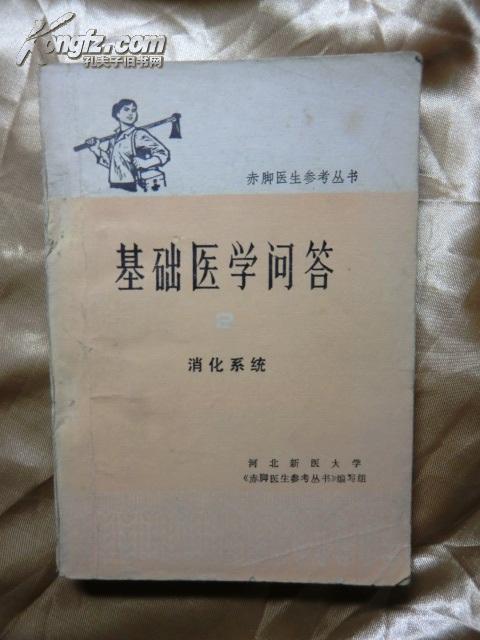 Kongfz.com
孔夫子旧书网
赤脚医生参考丛书
基础医学问答
2
消化系统
河北新医大学
《赤脚医生参考丛书》编写组